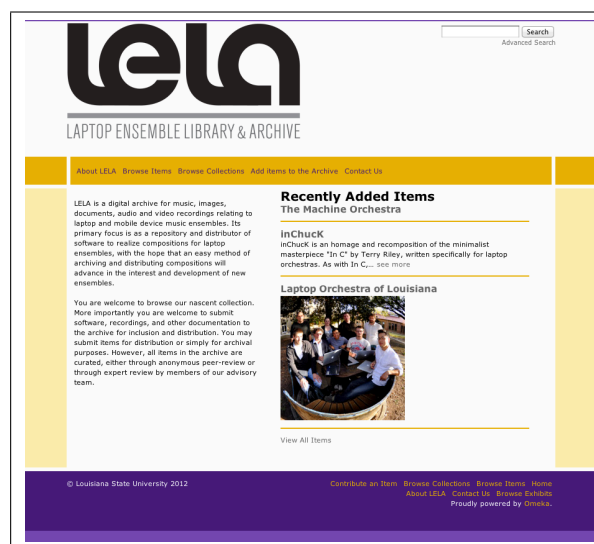 lela
LAPTOP ENSEMBLE LIBRARY & ARCHIVE
Search
Advanced Search
About LELA Browse Items Browse Collections Add items to the Archive Contact Us
LELA is a digital archive for music, images,
documents, audio and video recordings relating to
laptop and mobile device music ensembles. Its
primary focus is as a repository and distributor of
software to realize compositions for laptop
ensembles, with the hope that an easy method of
archiving and distributing compositions will
advance in the interest and development of new
ensembles.
You are welcome to browse our nascent collection.
More importantly you are welcome to submit
software, recordings, and other documentation to
the archive for inclusion and distribution. You may
submit items for distribution or simply for archival
purposes. However, all items in the archive are
curated, either through anonymous peer-review or
through expert review by members of our advisory
team.
Recently Added Items
The Machine Orchestra
inChucK
inChucK is an homage and recomposition of the minimalist
masterpiece "In C" by Terry Riley, written specifically for laptop
orchestras. As with In C,... see more
Laptop Orchestra of Louisiana
View All Items
© Louisiana State University 2012
Contribute an Item Browse Collections Browse Items Home
About LELA Contact Us Browse Exhibits
Proudly powered by Omeka.